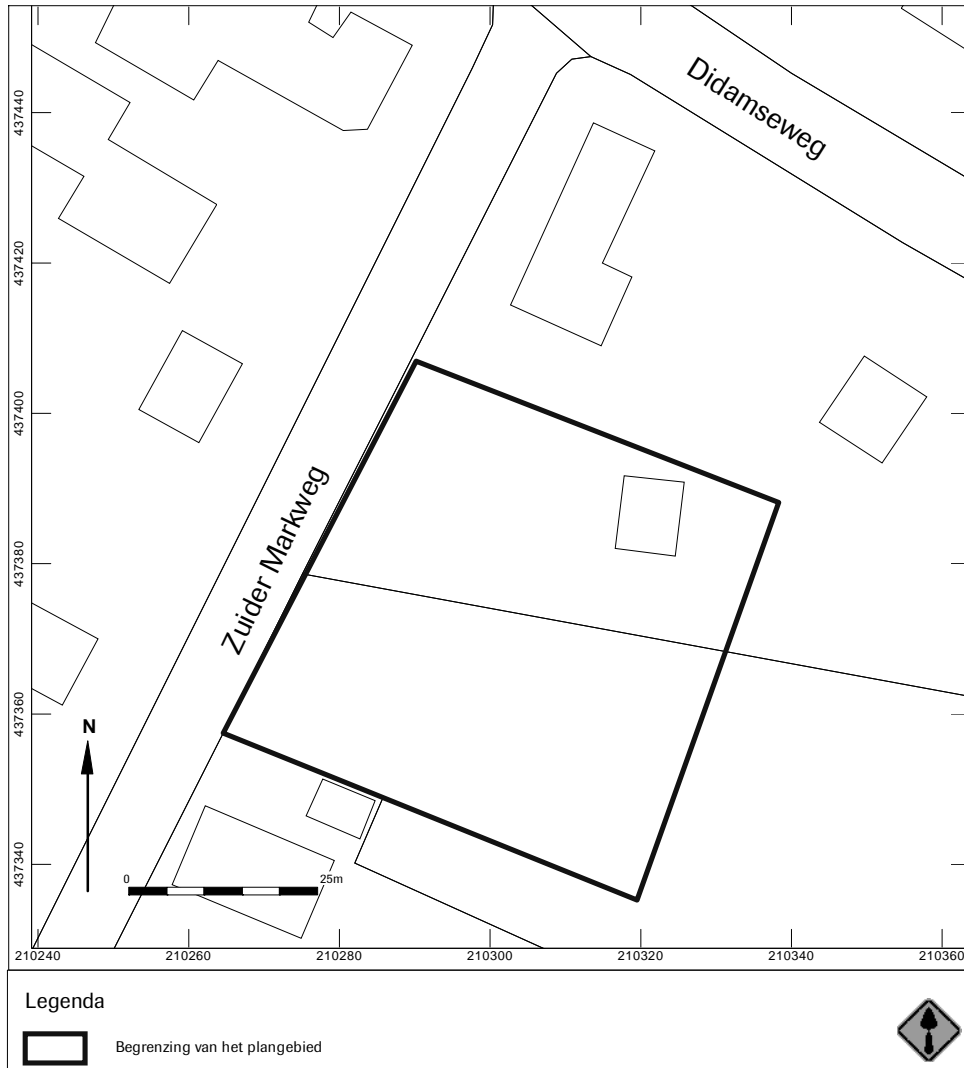 Didamseweg
437440
437420
437400
Zuider Markweg
437380
437360
N
437340
0 25m
210240 210260 210280 210300 210320 210340 210360
Legenda
Begrenzing van het plangebied